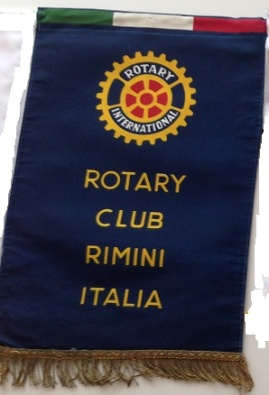 ROTARY
INTERNATIONAL
ROTARY
CLUB
RIMINI
ITALIA